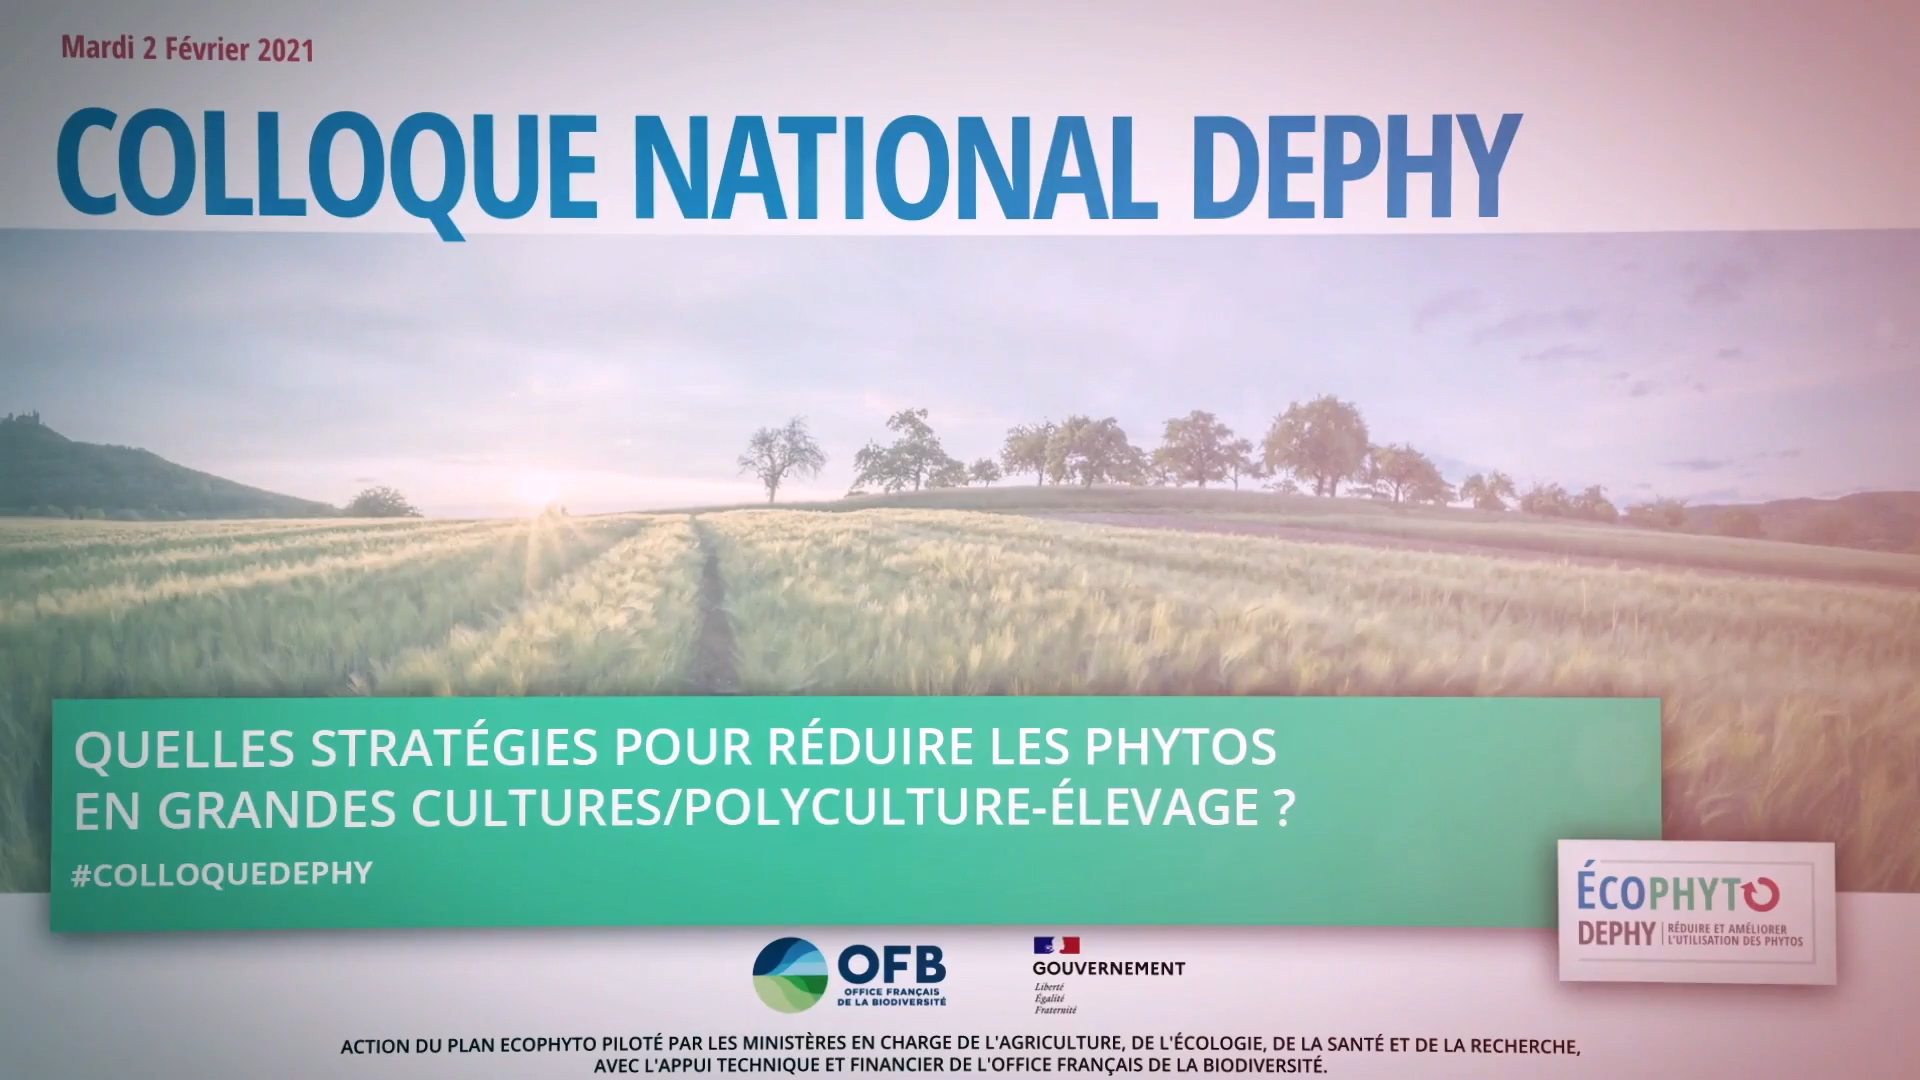 Mardi 2 Février 2021
COLLOQUE NATIONAL DEPHY
QUELLES STRATÉGIES POUR RÉDUIRE LES PHYTOS
EN GRANDES CULTURES/POLYCULTURE-ÉLEVAGE ?
#COLLOQUEDEPHY
ÉCOPHYTO
DEPHY
RÉDUIRE ET AMÉLIORER
L'UTILISATION DES PHYTOS
OFB
OFFICE FRANÇAIS
DE LA BIODIVERSITÉ
GOUVERNEMENT
Liberté
Égalité
Fraternité
ACTION DU PLAN ECOPHYTO PILOTÉ PAR LES MINISTÈRES EN CHARGE DE L'AGRICULTURE, DE L'ÉCOLOGIE, DE LA SANTÉ ET DE LA RECHERCHE,
AVEC L'APPUI TECHNIQUE ET FINANCIER DE L'OFFICE FRANÇAIS DE LA BIODIVERSITÉ.